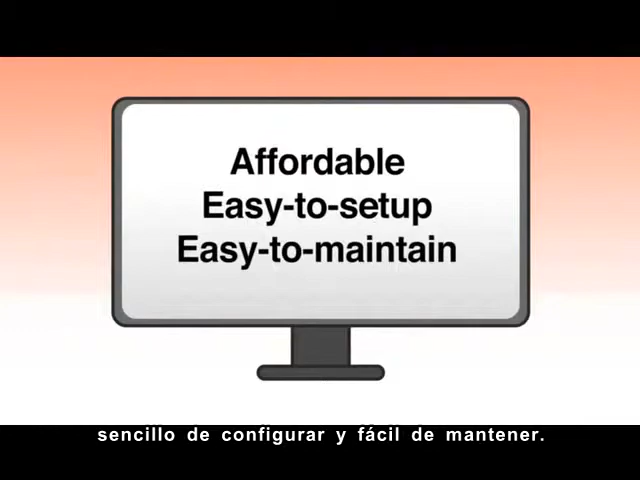 Affordable
Easy-to-setup
Easy-to-maintain
sencillo de configurar y fácil de mantener.